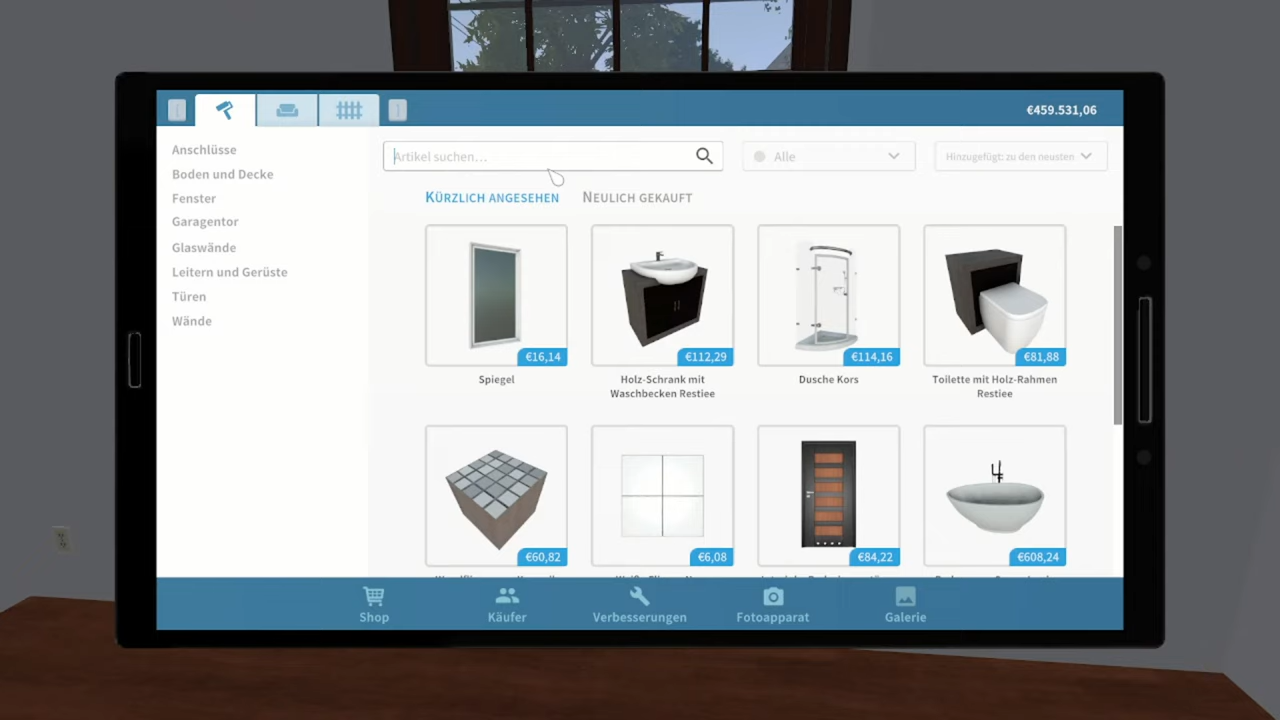 €459.531,06
Anschlüsse
Boden und Decke
Fenster
Garagentor
Glaswände
Leitern und Gerüste
Türen
Wände
Artikel suchen...
Alle
Hinzugefügt: zu den neusten
KÜRZLICH ANGESEHEN
NEULICH GEKAUFT
€16,14
€112,29
€114,16
€81,88
Spiegel
Holz-Schrank mit
Waschbecken Restiee
Dusche Kors
Toilette mit Holz-Rahmen
Restiee
€60,82
€6,08
€84,22
€608,24
Shop
Käufer
Verbesserungen
Fotoapparat
Galerie